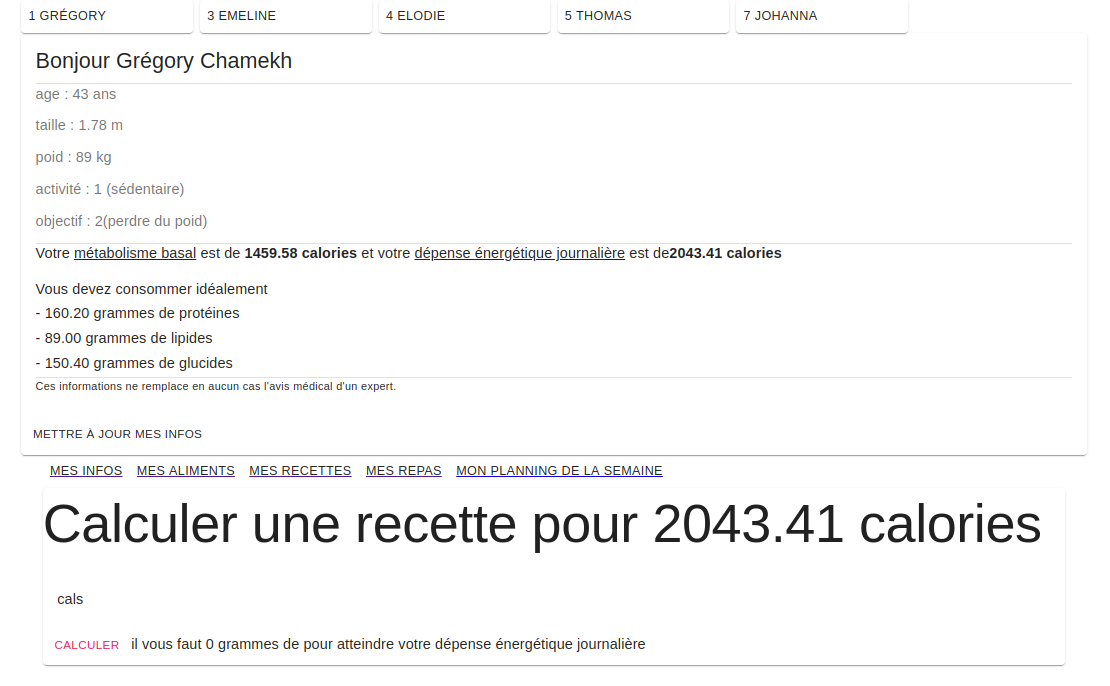 1 GRÉGORY 3 EMELINE 4 ELODIE 5 THOMAS 7 JOHANNA
Bonjour Grégory Chamekh
age : 43 ans
taille : 1.78 m
poid : 89 kg
activité : 1 (sédentaire)
objectif : 2(perdre du poid)
Votre métabolisme basal est de 1459.58 calories et votre dépense énergétique journalière est de2043.41 calories
Vous devez consommer idéalement
- 160.20 grammes de protéines
- 89.00 grammes de lipides
- 150.40 grammes de glucides
Ces informations ne remplace en aucun cas l'avis médical d'un expert.
METTRE À JOUR MES INFOS
MES INFOS MES ALIMENTS MES RECETTES MES REPAS MON PLANNING DE LA SEMAINE
Calculer une recette pour 2043.41 calories
cals
CALCULER il vous faut 0 grammes de pour atteindre votre dépense énergétique journalière